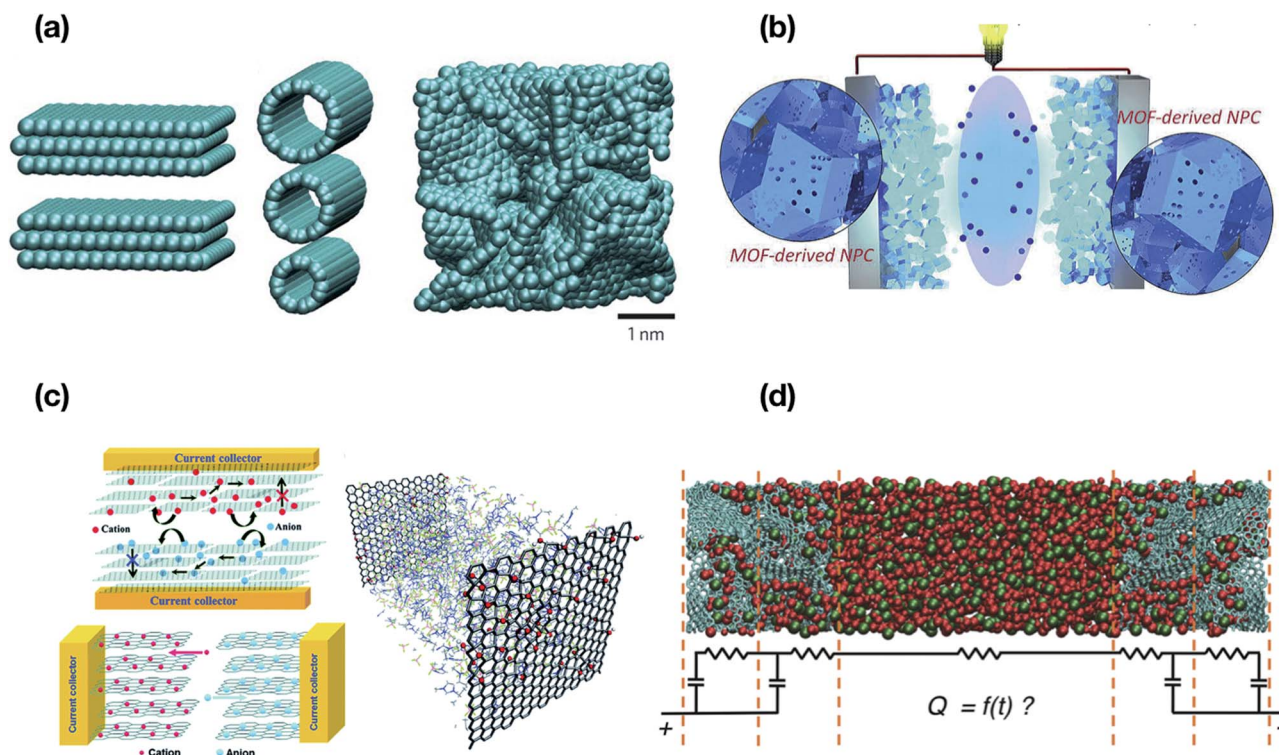 (a)
1 nm
(b)
MOF-derived NPC
MOF-derived NPC
(c)
Current collector
Cation
Anion
Current collector
Current collector
Current collector
Cation
Anion
(d)
Q = f(t) ?
+
-